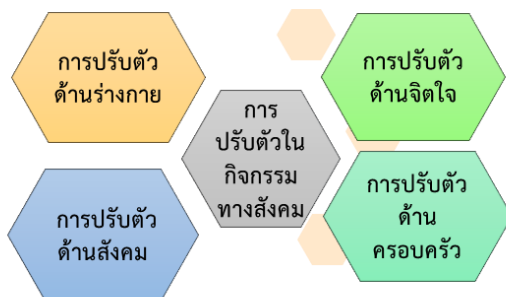 การปรับตัว
ด้านร่างกาย
การปรับตัว
ด้านจิตใจ
การ
ปรับตัวใน
กิจกรรม
ทางสังคม
การปรับตัว
ด้านสังคม
การปรับตัว
ด้าน
ครอบครัว